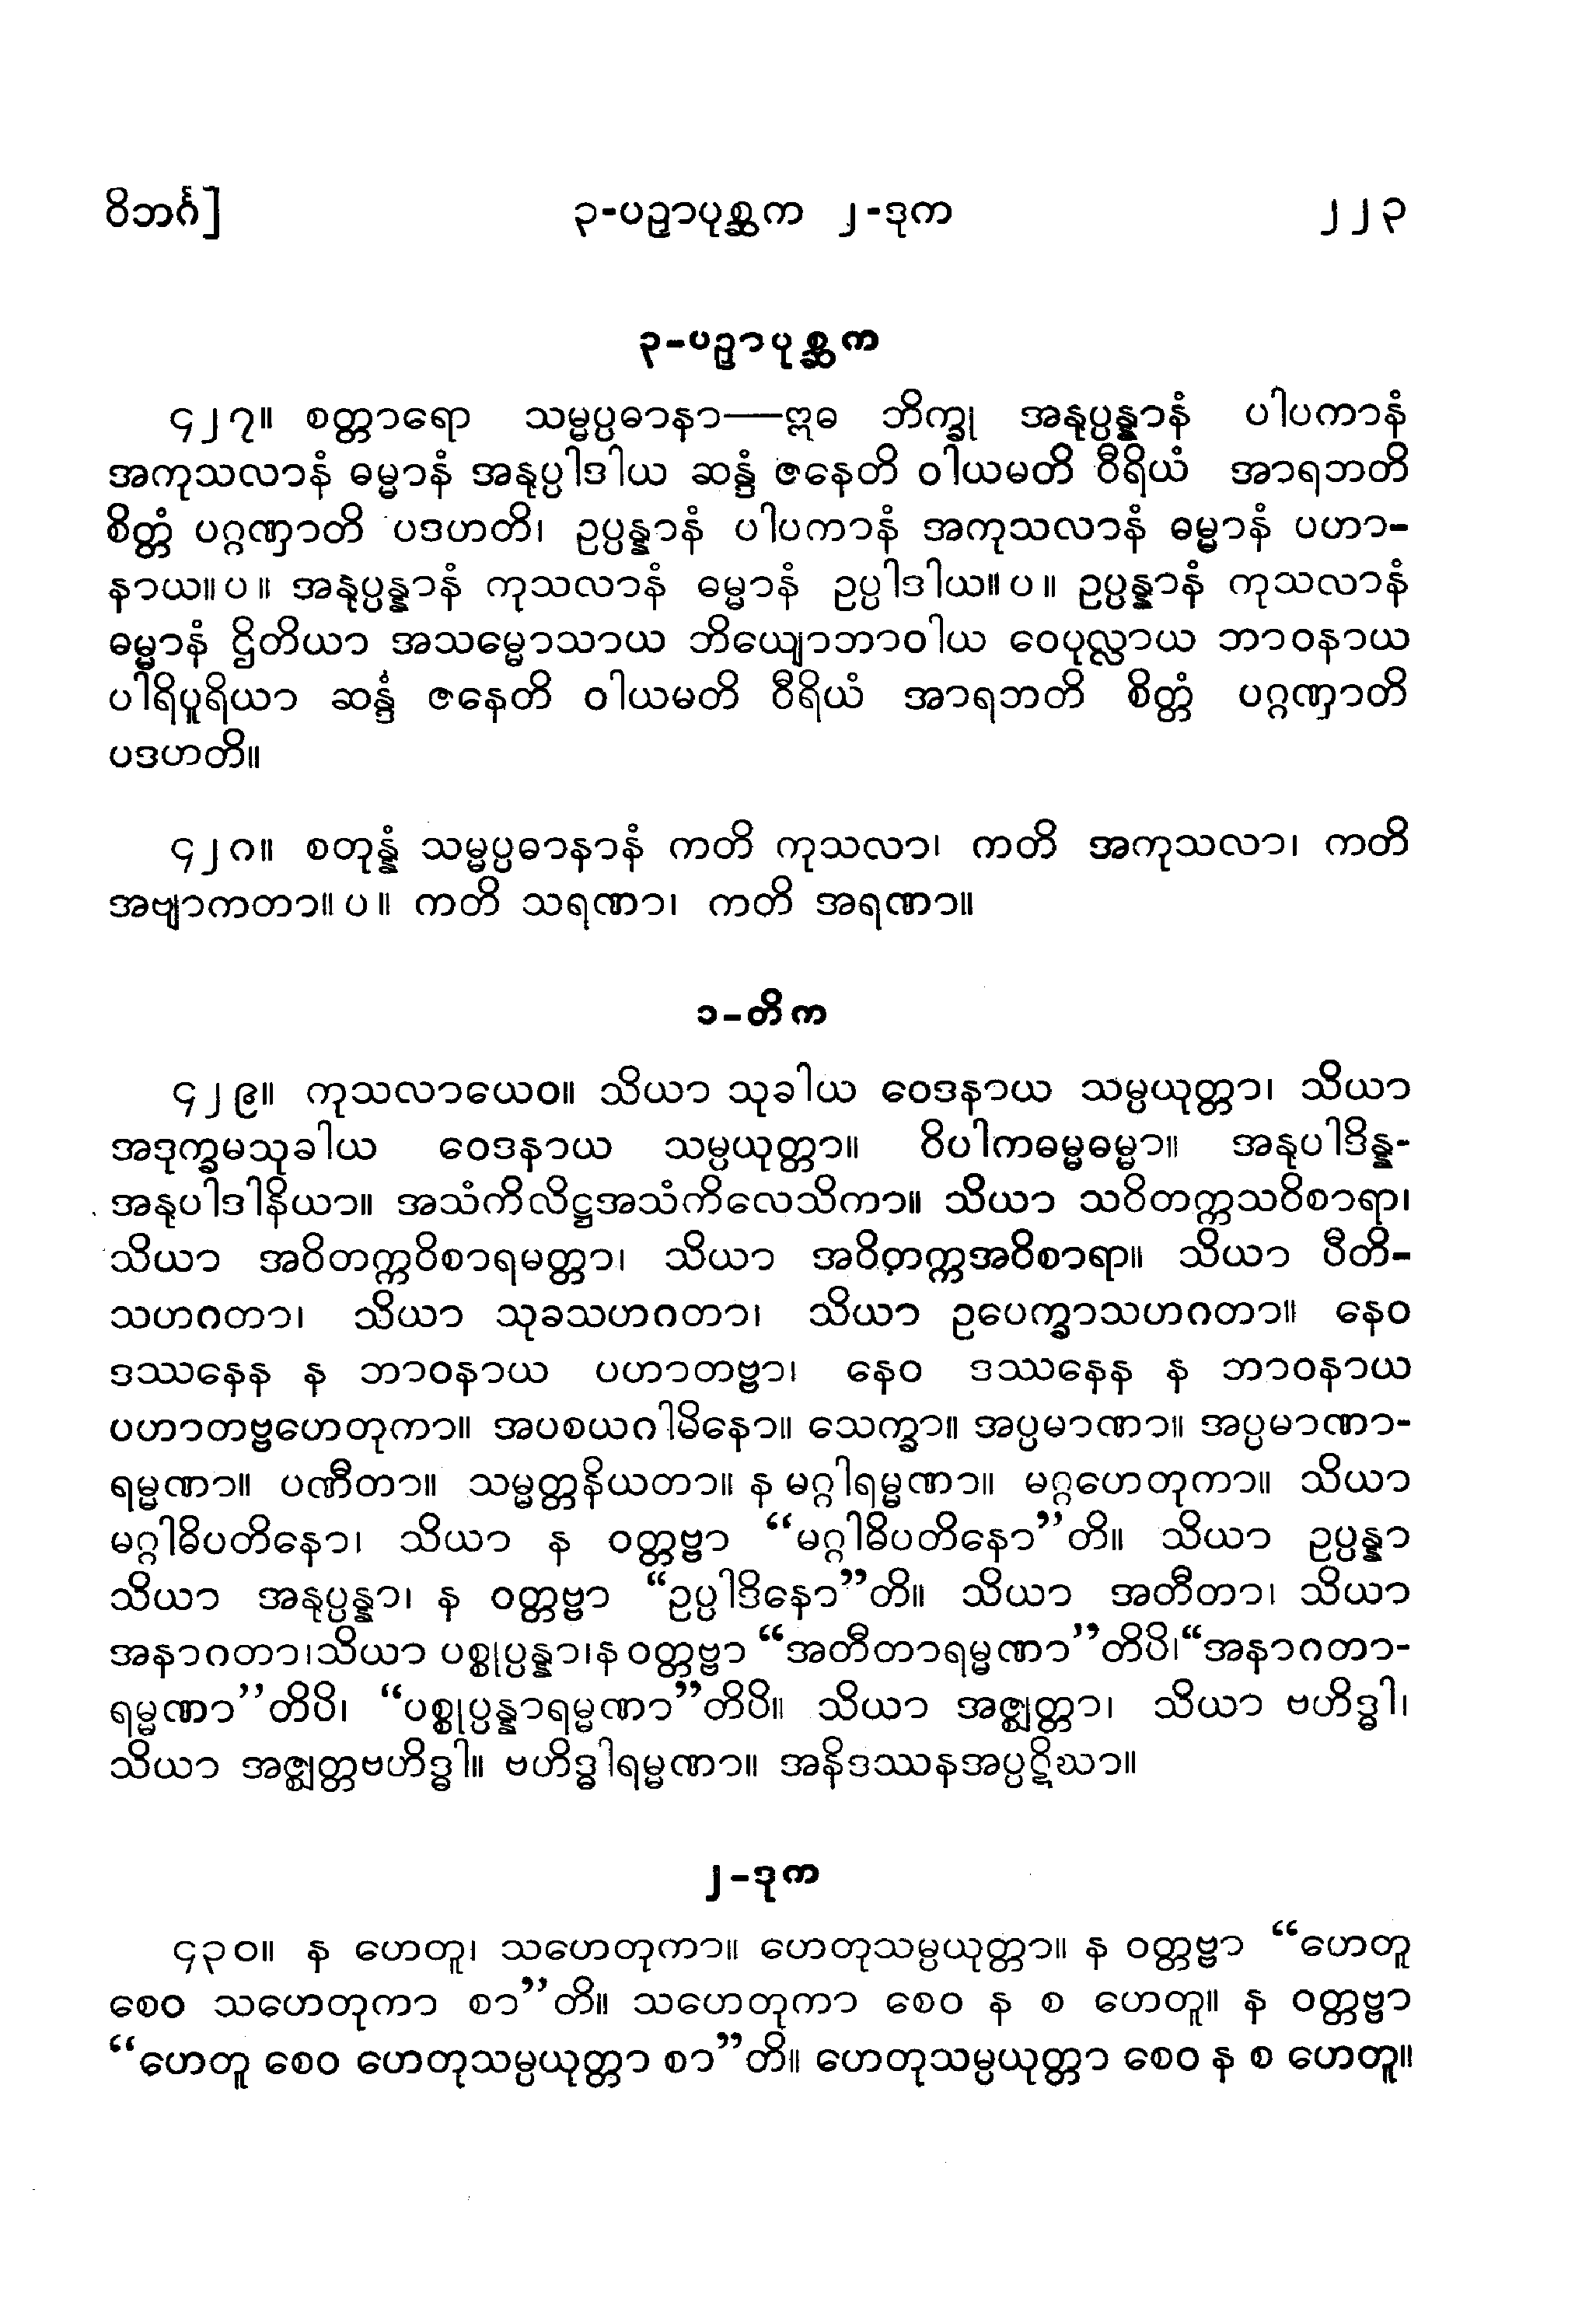 ဝိဘင်္ဂ]
၃-ပဉှာပုစ္ဆက ၂-ဒုက
၂၂၃
၃-ပဉှာပုစ္ဆက
၄၂၇။ စတ္တာရော သမ္မပ္ပဓာနာ—ဣဓ ဘိက္ခု အနုပ္ပန္နာနံ ပါပကာနံ
အကုသလာနံ ဓမ္မာနံ အနုပ္ပါဒါယ ဆန္ဒံ ဇနေတိ ဝါယမတိ ဝီရိယံ အာရဘတိ
စိတ္တံ ပဂ္ဂဏှာတိ ပဒဟတိ၊ ဥပ္ပန္နာနံ ပါပကာနံ အကုသလာနံ ဓမ္မာနံ ပဟာ-
နာယ။ ပ ။ အနုပ္ပန္နာနံ ကုသလာနံ ဓမ္မာနံ ဥပ္ပါဒါယ။ ပ ။ ဥပ္ပန္နာနံ ကုသလာနံ
ဓမ္မာနံ ဌိတိယာ အသမ္မောသာယ ဘိယျောဘာဝါယ ဝေပုလ္လာယ ဘာဝနာယ
ပါရိပူရိယာ ဆန္ဒံ ဇနေတိ ဝါယမတိ ဝီရိယံ အာရဘတိ စိတ္တံ ပဂ္ဂဏှာတိ
ပဒဟတိ။
၄၂၈။ စတုန္နံ သမ္မပ္ပဓာနာနံ ကတိ ကုသလာ၊ ကတိ အကုသလာ၊ ကတိ
အဗျာကတာ။ ပ ။ ကတိ သရဏာ၊ ကတိ အရဏာ။
၁-တိက
၄၂၉။ ကုသလာယေဝ။ သိယာ သုခါယ ဝေဒနာယ သမ္ပယုတ္တာ၊ သိယာ
အဒုက္ခမသုခါယ ဝေဒနာယ သမ္ပယုတ္တာ။ ဝိပါကဓမ္မဓမ္မာ။ အနုပါဒိန္န-
အနုပါဒါနိယာ။ အသံကိလိဋ္ဌအသံကိလေသိကာ။ သိယာ သဝိတက္ကသဝိစာရာ၊
သိယာ အဝိတက္ကဝိစာရမတ္တာ၊ သိယာ အဝိတက္ကအဝိစာရာ။ သိယာ ပီတိ-
သဟဂတာ၊ သိယာ သုခသဟဂတာ၊ သိယာ ဥပေက္ခာသဟဂတာ။ နေဝ
ဒဿနေန န ဘာဝနာယ ပဟာတဗ္ဗာ၊ နေဝ ဒဿနေန န ဘာဝနာယ
ပဟာတဗ္ဗဟေတုကာ။ အပစယဂါမိနော။ သေက္ခာ။ အပ္ပမာဏာ။ အပ္ပမာဏာ-
ရမ္မဏာ။ ပဏီတာ။ သမ္မတ္တနိယတာ။ န မဂ္ဂါရမ္မဏာ။ မဂ္ဂဟေတုကာ။ သိယာ
မဂ္ဂါဓိပတိနော၊ သိယာ န ဝတ္တဗ္ဗာ “မဂ္ဂါဓိပတိနော”တိ။ သိယာ ဥပ္ပန္နာ
သိယာ အနုပ္ပန္နာ၊ န ဝတ္တဗ္ဗာ “ဥပ္ပါဒိနော”တိ။ သိယာ အတီတာ၊ သိယာ
အနာဂတာ၊သိယာ ပစ္စုပ္ပန္နာ၊န ဝတ္တဗ္ဗာ “အတီတာရမ္မဏာ”တိပိ၊“အနာဂတာ-
ရမ္မဏာ”တိပိ၊ “ပစ္စုပ္ပန္နာရမ္မဏာ”တိပိ။ သိယာ အဇ္ဈတ္တာ၊ သိယာ ဗဟိဒ္ဓါ၊
သိယာ အဇ္ဈတ္တဗဟိဒ္ဓါ။ ဗဟိဒ္ဓါရမ္မဏာ။ အနိဒဿနအပ္ပဋိဃာ။
၂-ဒုက
၄၃၀။ န ဟေတူ၊ သဟေတုကာ။ ဟေတုသမ္ပယုတ္တာ။ န ဝတ္တဗ္ဗာ “ဟေတူ
စေဝ သဟေတုကာ စာ”တိ။ သဟေတုကာ စေဝ န စ ဟေတူ။ န ဝတ္တဗ္ဗာ
“ဟေတူ စေဝ ဟေတုသမ္ပယုတ္တာ စာ”တိ။ ဟေတုသမ္ပယုတ္တာ စေဝ န စ ဟေတူ။